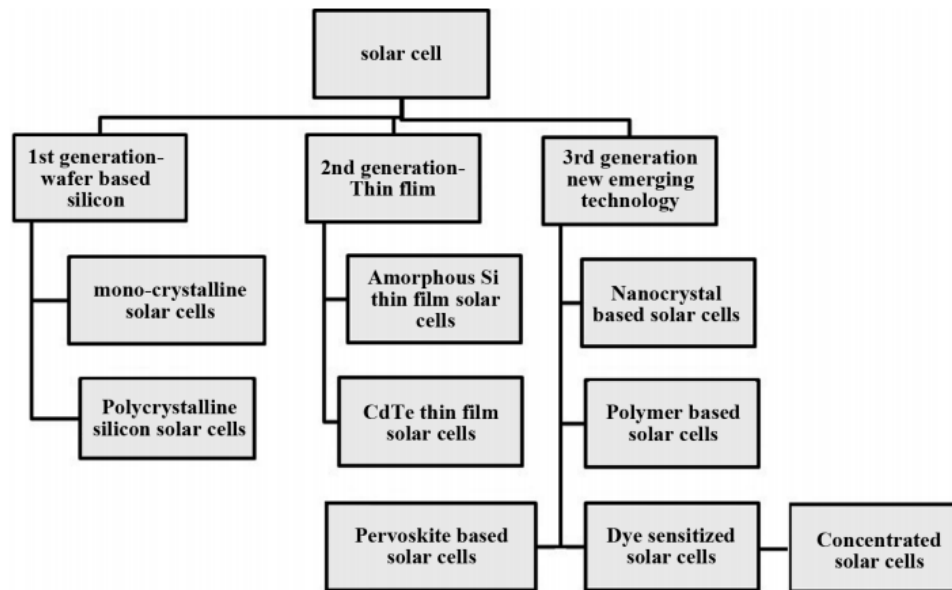 solar cell
1st generation-
wafer based
silicon
2nd generation-
Thin flim
3rd generation
new emerging
technology
mono-crystalline
solar cells
Amorphous Si
thin film solar
cells
Nanocrystal
based solar cells
Polycrystalline
silicon solar cells
CdTe thin film
solar cells
Polymer based
solar cells
Pervoskite based
solar cells
Dye sensitized
solar cells
Concentrated
solar cells